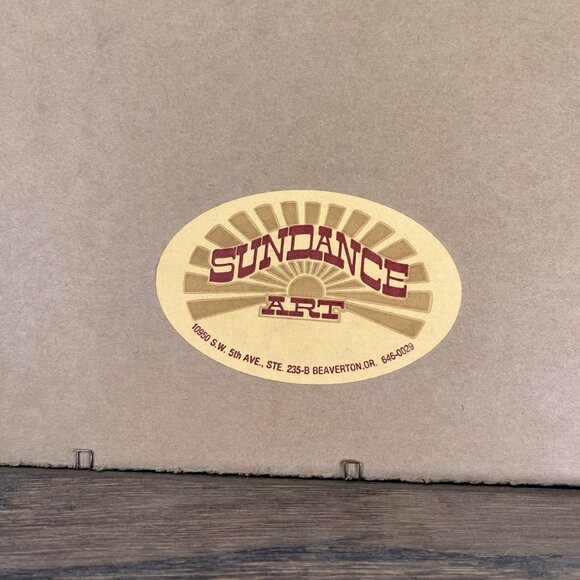 SUNDANCE
ART
10950 S.W. 5th AVE., STE. 235-B BEAVERTON,OR. 646-0029